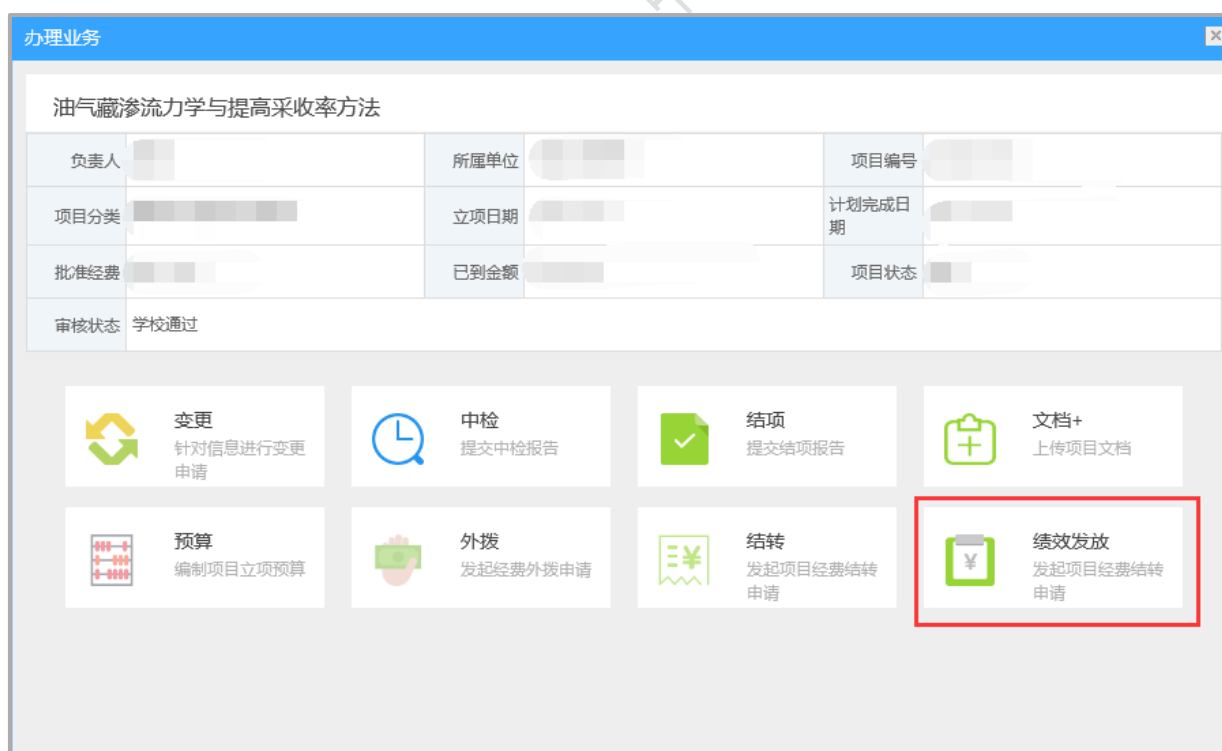 办理业务
油气藏渗流力学与提高采收率方法
负责人
所属单位
项目编号
项目分类
立项日期
计划完成日
期
批准经费
已到金额
项目状态
审核状态 学校通过
变更
针对信息进行变更
申请
中检
提交中检报告
结项
提交结项报告
文档+
上传项目文档
预算
编制项目立项预算
外拨
发起经费外拨申请
结转
发起项目经费结转
申请
绩效发放
发起项目经费结转
申请